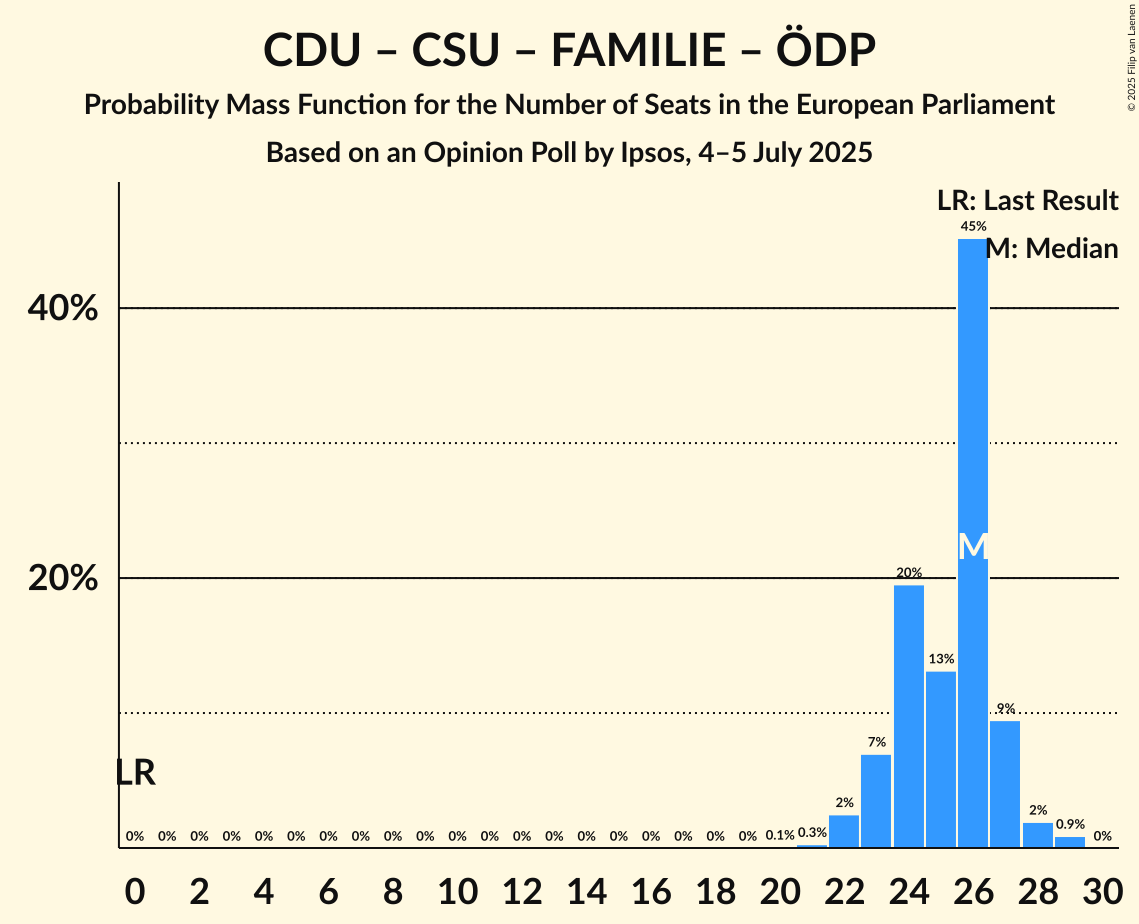 CDU – CSU – FAMILIE – ÖDP
Probability Mass Function for the Number of Seats in the European Parliament
Based on an Opinion Poll by Ipsos, 4–5 July 2025
© 2025 Filip van Laenen
LR: Last Result
M: Median
45%
40%
M
20%
20%
13%
9%
7%
LR
2%
2%
0% 0% 0% 0% 0% 0% 0% 0% 0% 0% 0% 0% 0% 0% 0% 0% 0% 0% 0% 0% 0.1% 0.3% 0.9% 0%
0 2 4 6 8 10 12 14 16 18 20 22 24 26 28 30